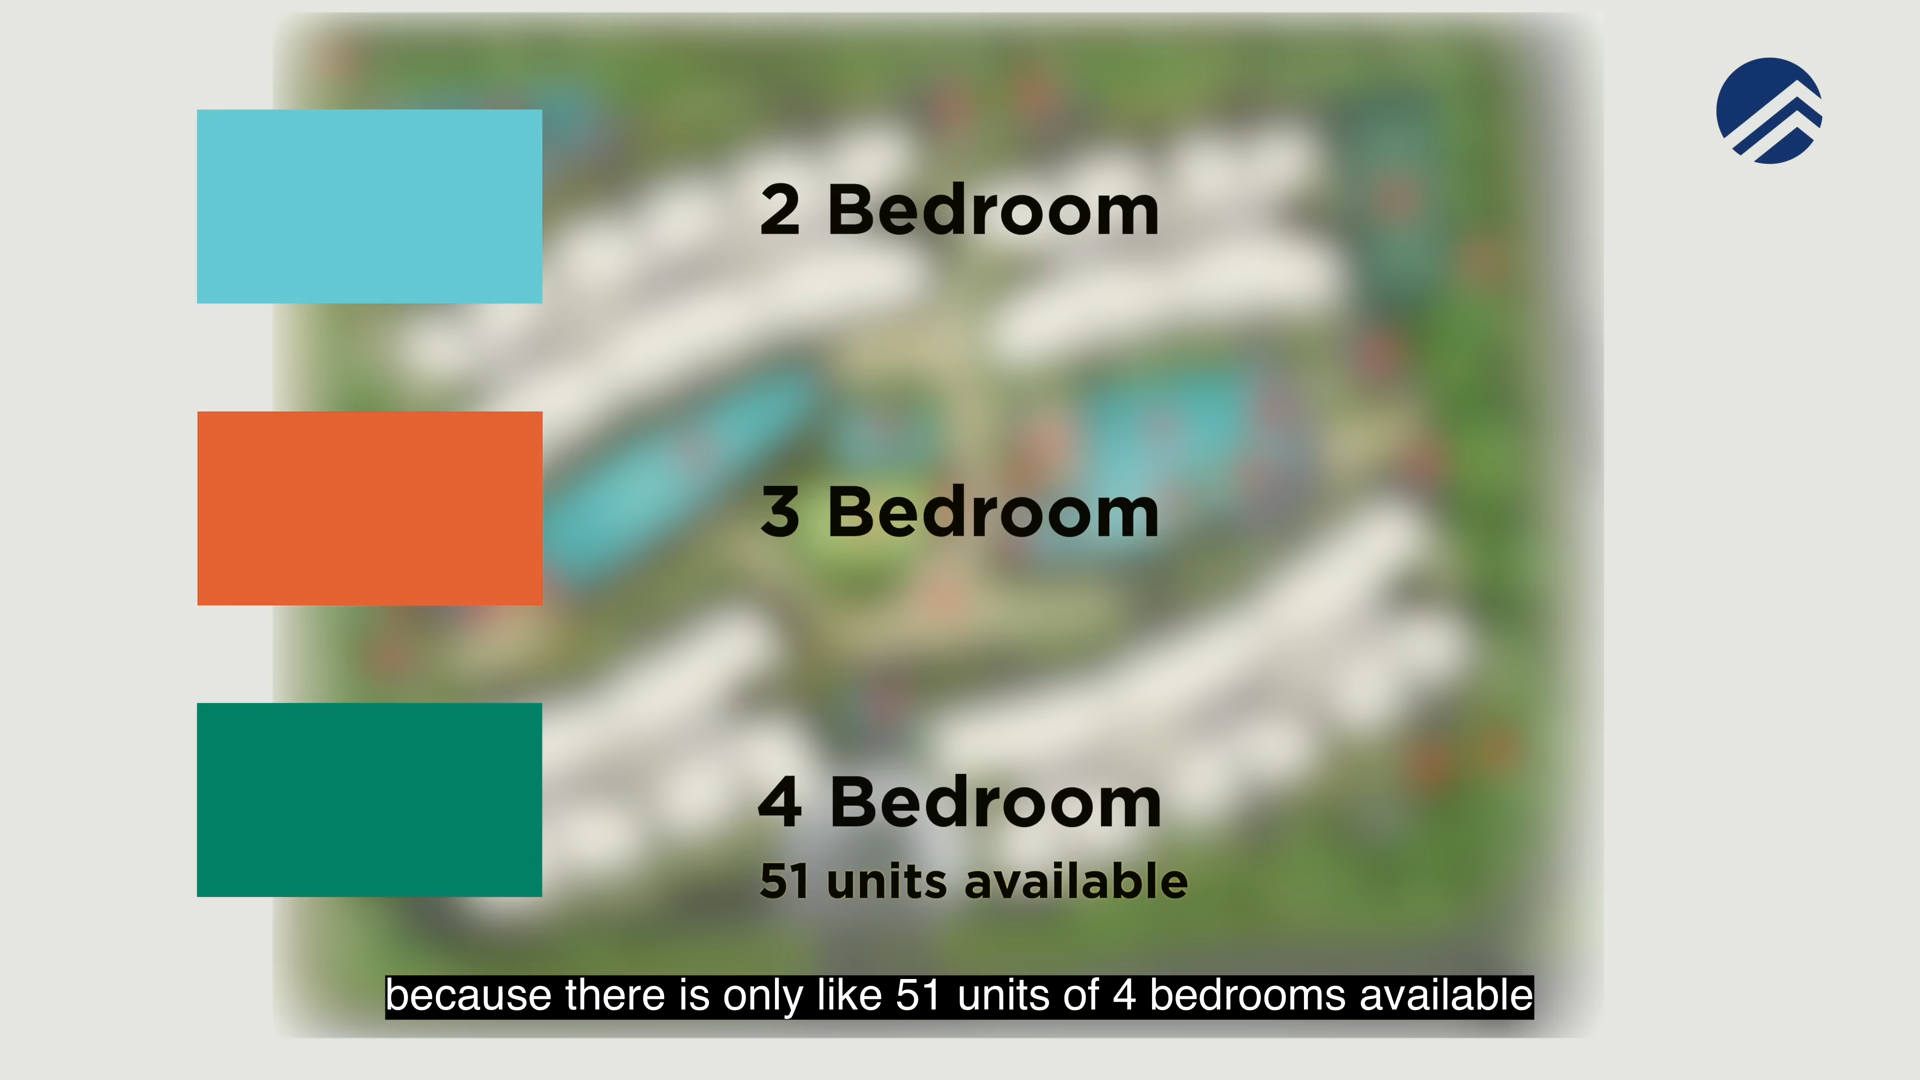 2 Bedroom
3 Bedroom
4 Bedroom
51 units available
because there is only like 51 units of 4 bedrooms available